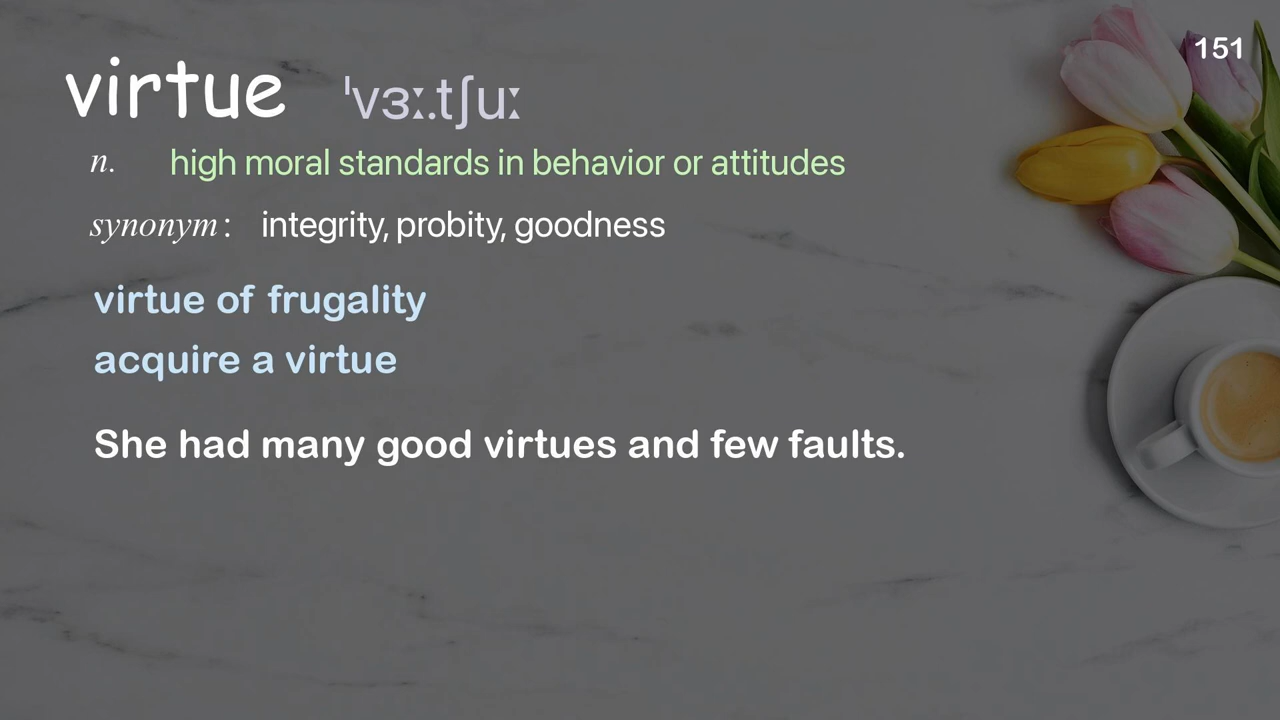 151
virtue ˈvɜː.tʃuː
n. high moral standards in behavior or attitudes
synonym: integrity, probity, goodness
virtue of frugality
acquire a virtue
She had many good virtues and few faults.